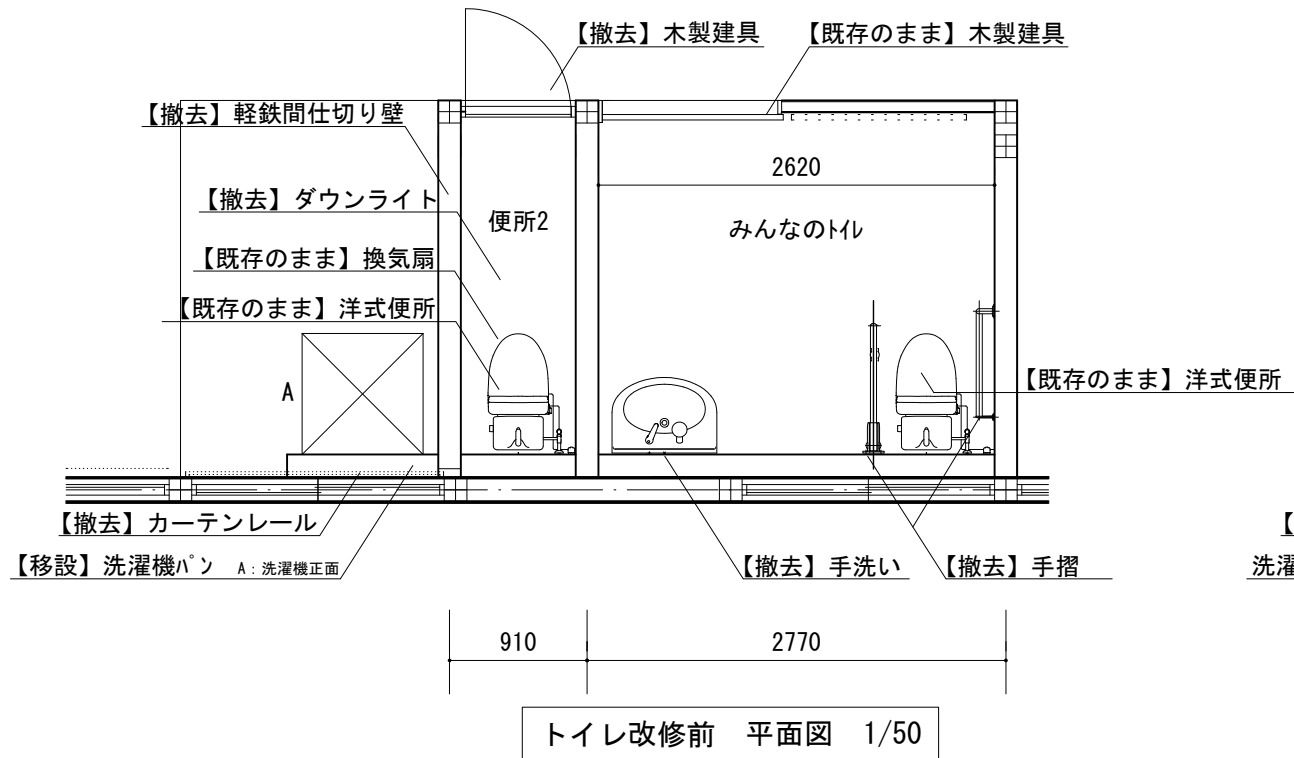 【撤去】木製建具
【既存のまま】木製建具
【撤去】軽鉄間仕切り壁
2620
【撤去】ダウンライト
便所2
みんなのトイレ
【既存のまま】換気扇
【既存のまま】洋式便所
A
【既存のまま】洋式便所
【撤去】カーテンレール
【
【移設】洗濯機パン A:洗濯機正面
【撤去】手洗い
【撤去】手摺
洗濯
910
2770
トイレ改修前 平面図 1/50